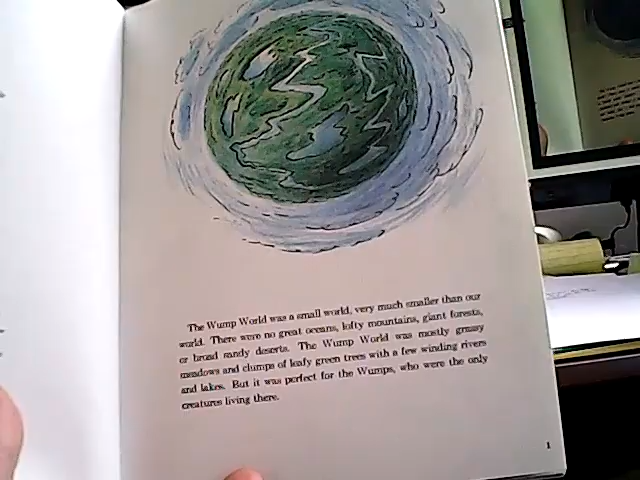 The Wump World was a small world, very much smaller than our
world. There were no great oceans, lofty mountains, giant forests,
or broad sandy deserts. The Wump World was mostly grassy
meadows and clumps of leafy green trees with a few winding rivers
and lakes. But it was perfect for the Wumps, who were the only
creatures living there.
1